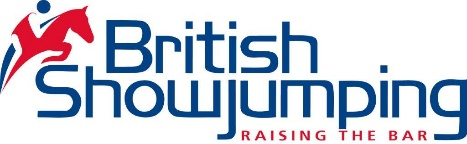 British
Showjumping
RAISING THE BAR